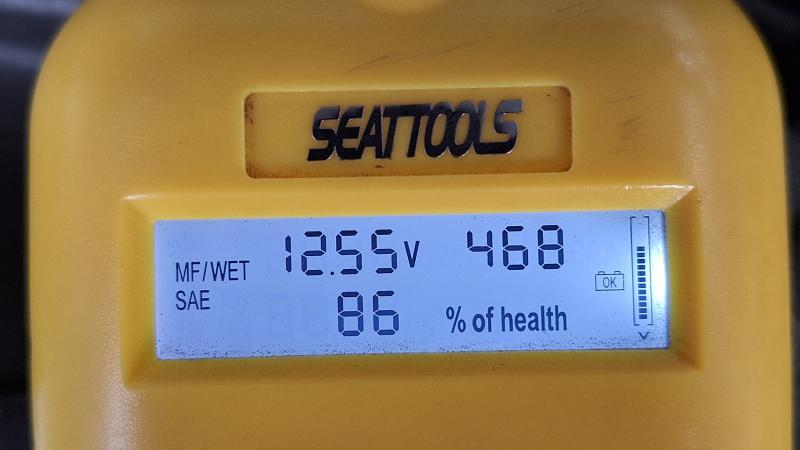 SEATTOOLS
MF/WET 12.55V 468
SAE 86 % of health
OK